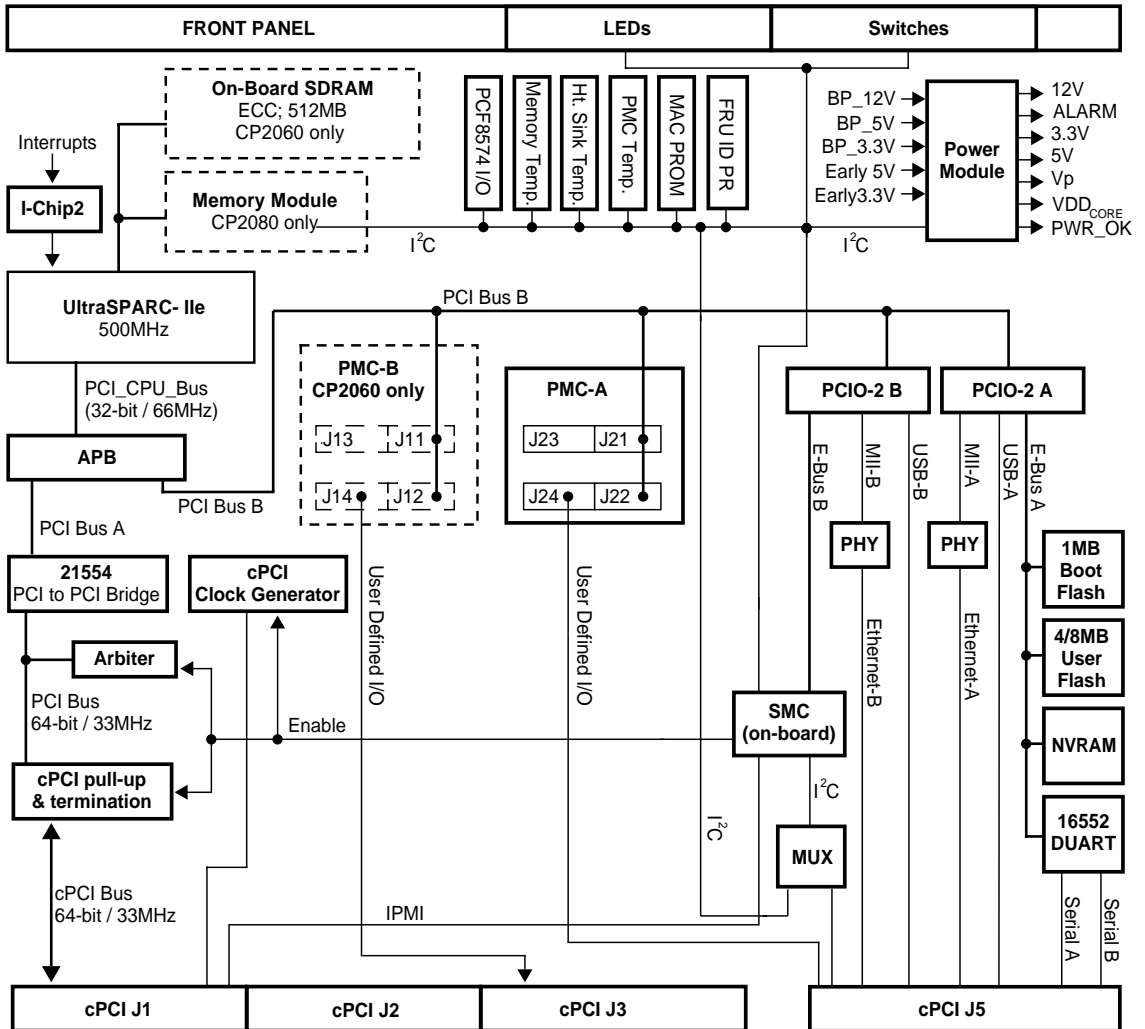 FRONT PANEL
LEDs
Switches
On-Board SDRAM
ECC; 512MB
CP2060 only
Interrupts
I-Chip2
Memory Module
CP2080 only
PCF8574 I/O
Memory Temp.
Ht. Sink Temp.
PMC Temp.
MAC PROM
FRU ID PR
BP_12V
BP_5V
BP_3.3V
Early 5V
Early3.3V
Power
Module
12V
ALARM
3.3V
5V
Vp
VDD CORE
PWR_OK
I2C
I2C
UltraSPARC- IIe
500MHz
PCI Bus B
PCI_CPU_Bus
(32-bit / 66MHz)
PMC-B
CP2060 only
J13
J11
J14
J12
PMC-A
J23
J21
J24
J22
PCIO-2 B
PCIO-2 A
APB
PCI Bus B
PCI Bus A
E-Bus B
MII-B
USB-B
MII-A
USB-A
E-Bus A
PHY
PHY
1MB
Boot
Flash
21554
PCI to PCI Bridge
cPCI
Clock Generator
User Defined I/O
User Defined I/O
Ethernet-B
Ethernet-A
4/8MB
User
Flash
Arbiter
PCI Bus
64-bit / 33MHz
Enable
SMC
(on-board)
NVRAM
cPCI pull-up
& termination
I2C
I2C
MUX
16552
DUART
cPCI Bus
64-bit / 33MHz
IPMI
Serial A
Serial B
cPCI J1
cPCI J2
cPCI J3
cPCI J5